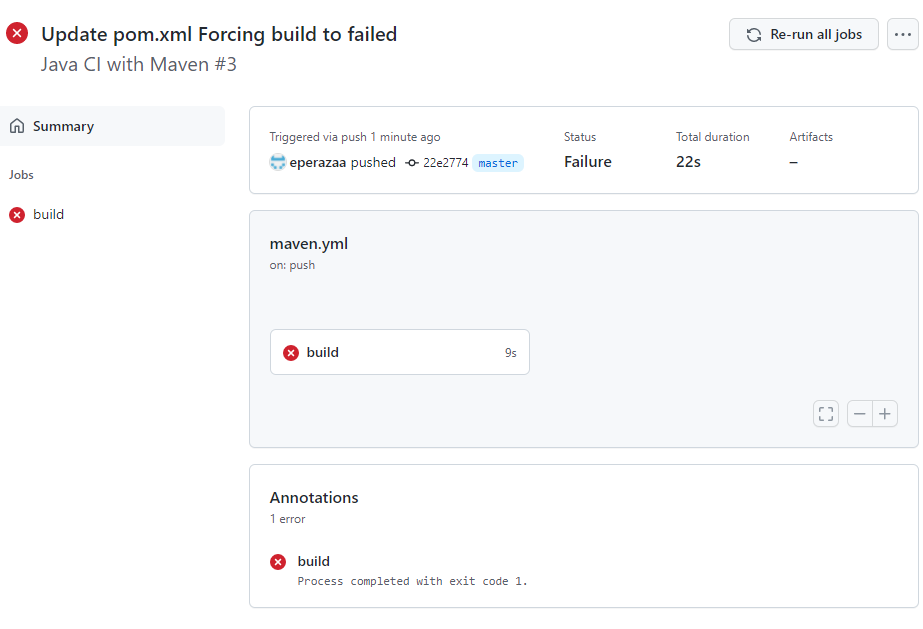 Update pom.xml Forcing build to failed
Java CI with Maven #3
Re-run all jobs
Summary
Jobs
build
Triggered via push 1 minute ago
eperazaa pushed 22e2774 master
Status
Failure
Total duration
22s
Artifacts
–
maven.yml
on: push
build 9s
Annotations
1 error
build
Process completed with exit code 1.